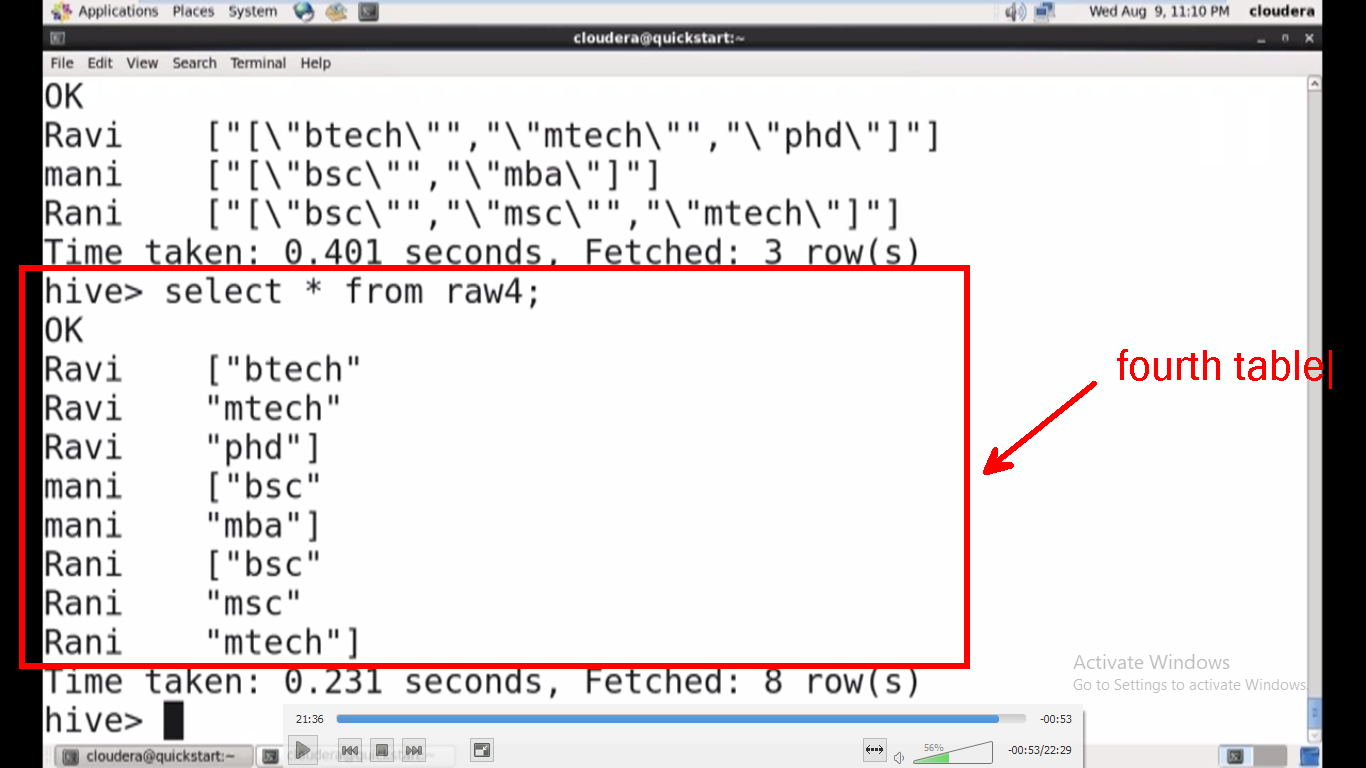 Applications Places System Wed Aug 9, 11:10 PM cloudera
cloudera@quickstart:~
File Edit View Search Terminal Help
OK
Ravi ["[\"btech\"","\"mtech\"","\"phd\"]"]
mani ["[\"bsc\"","\"mba\"]"]
Rani ["[\"bsc\"","\"msc\"","\"mtech\"]"]
Time taken: 0.401 seconds, Fetched: 3 row(s)
hive> select * from raw4;
OK
Ravi ["btech"
Ravi "mtech"
Ravi "phd"]
mani ["bsc"
mani "mba"]
Rani ["bsc"
Rani "msc"
Rani "mtech"]
Time taken: 0.231 seconds, Fetched: 8 row(s)
hive>
fourth table
Activate Windows
Go to Settings to activate Windows.
21:36 -00:53
56% -00:53/22:29
cloudera@quickstart:~ cloudera@quickstart:~